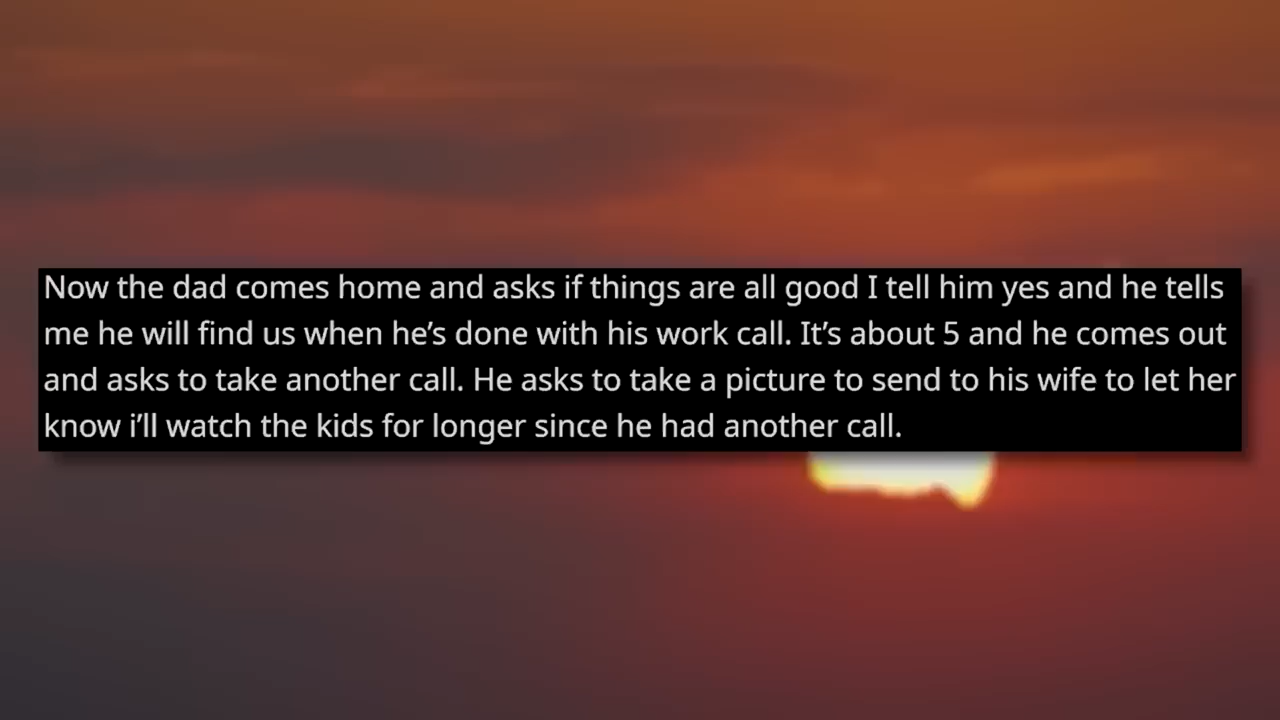 Now the dad comes home and asks if things are all good I tell him yes and he tells
me he will find us when he’s done with his work call. It’s about 5 and he comes out
and asks to take another call. He asks to take a picture to send to his wife to let her
know i’ll watch the kids for longer since he had another call.